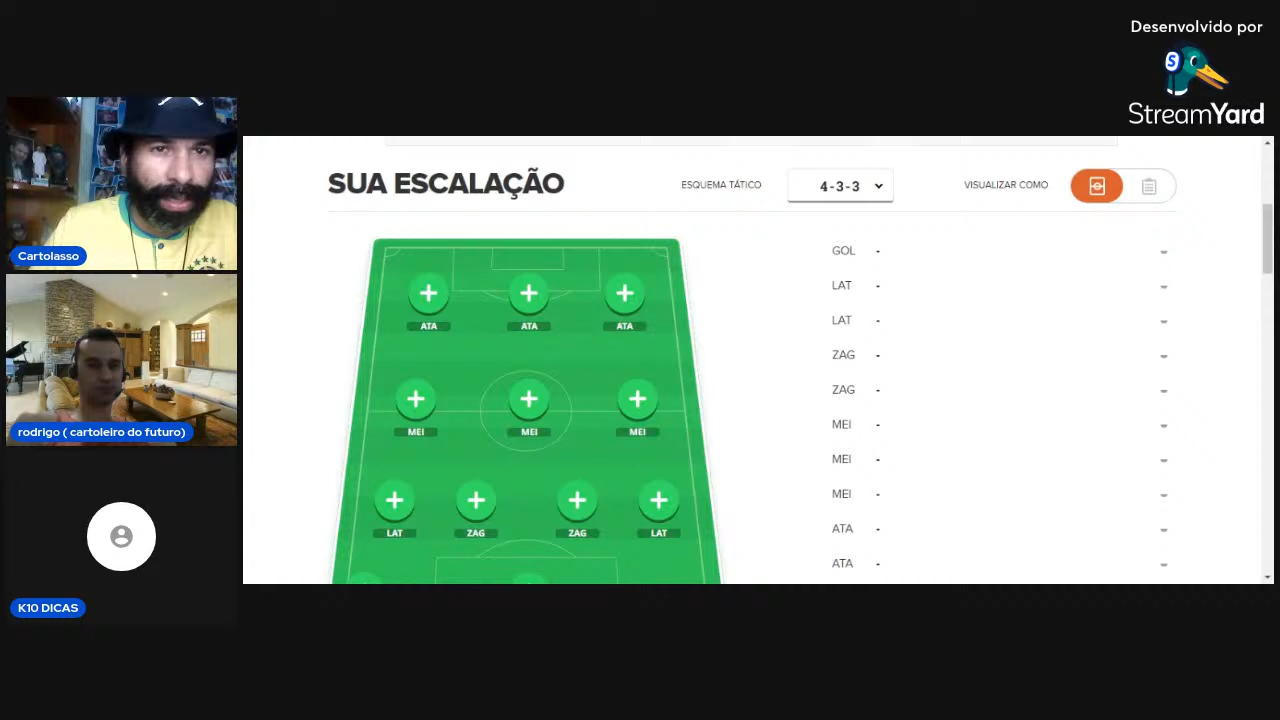 Desenvolvido por
StreamYard
Cartolasso
rodrigo ( cartoleiro do futuro)
K10 DICAS
SUA ESCALAÇÃO
ESQUEMA TÁTICO
4-3-3
VISUALIZAR COMO
ATA
ATA
ATA
MEI
MEI
MEI
LAT
ZAG
ZAG
LAT
GOL -
LAT -
LAT -
ZAG -
ZAG -
MEI -
MEI -
MEI -
ATA -
ATA -